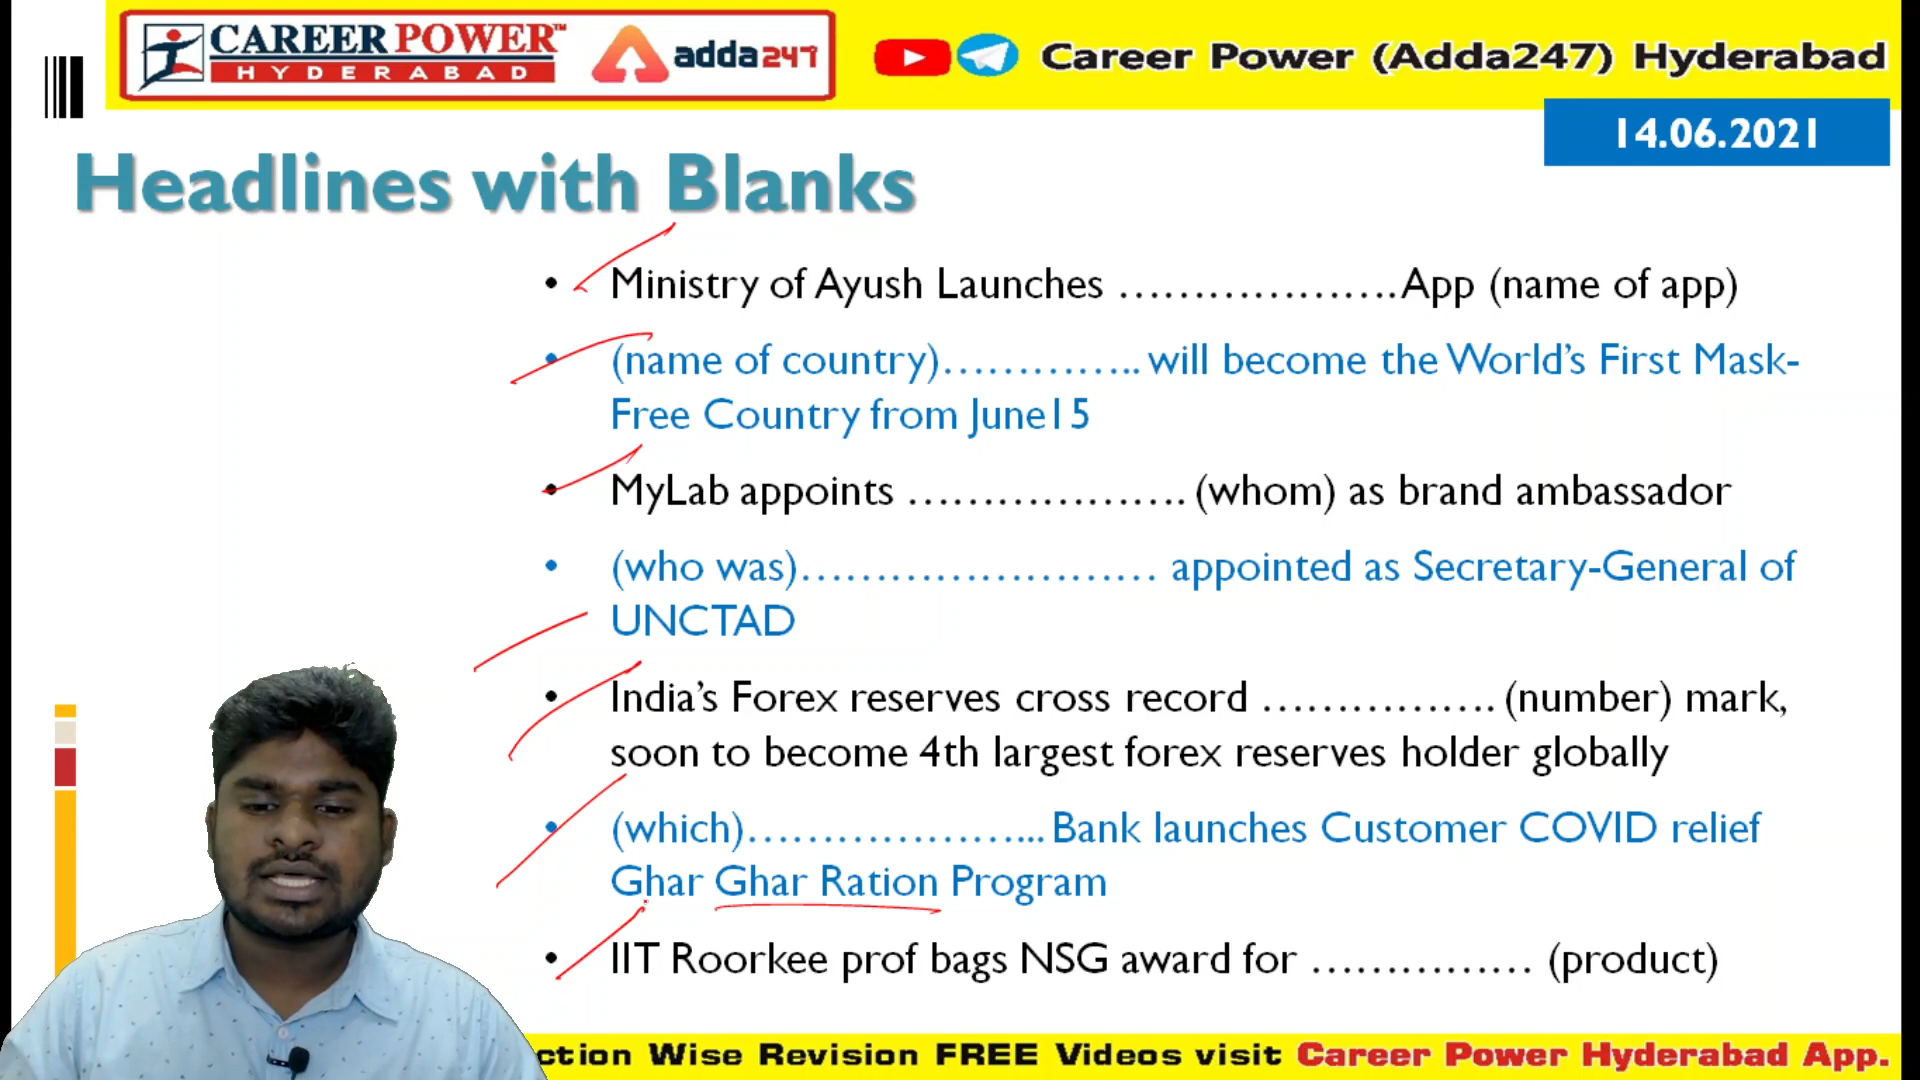 CAREER POWER™
HYDERABAD
adda247
Career Power (Adda247) Hyderabad
14.06.2021
Headlines with Blanks
• Ministry of Ayush Launches ………………. App (name of app)
• (name of country)………….. will become the World's First Mask-
Free Country from June15
• MyLab appoints ………………. (whom) as brand ambassador
• (who was)…………………… appointed as Secretary-General of
UNCTAD
• India's Forex reserves cross record ……………. (number) mark,
soon to become 4th largest forex reserves holder globally
• (which)………………... Bank launches Customer COVID relief
Ghar Ghar Ration Program
• IIT Roorkee prof bags NSG award for …………… (product)
ction Wise Revision FREE Videos visit Career Power Hyderabad App.